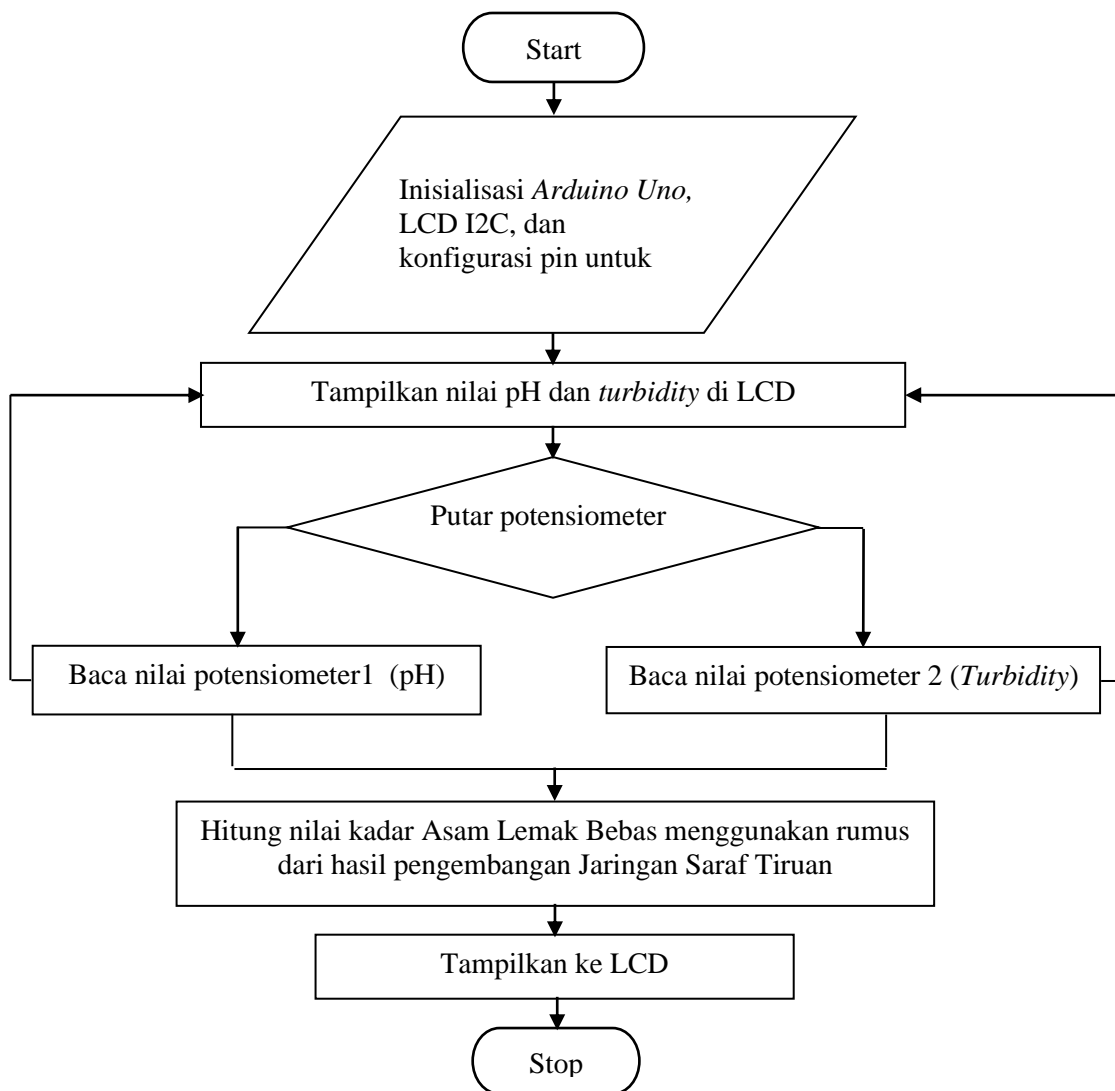 Start
Inisialisasi Arduino Uno,
LCD I2C, dan
konfigurasi pin untuk
Tampilkan nilai pH dan turbidity di LCD
Putar potensiometer
Baca nilai potensiometer1 (pH)
Baca nilai potensiometer 2 (Turbidity)
Hitung nilai kadar Asam Lemak Bebas menggunakan rumus
dari hasil pengembangan Jaringan Saraf Tiruan
Tampilkan ke LCD
Stop